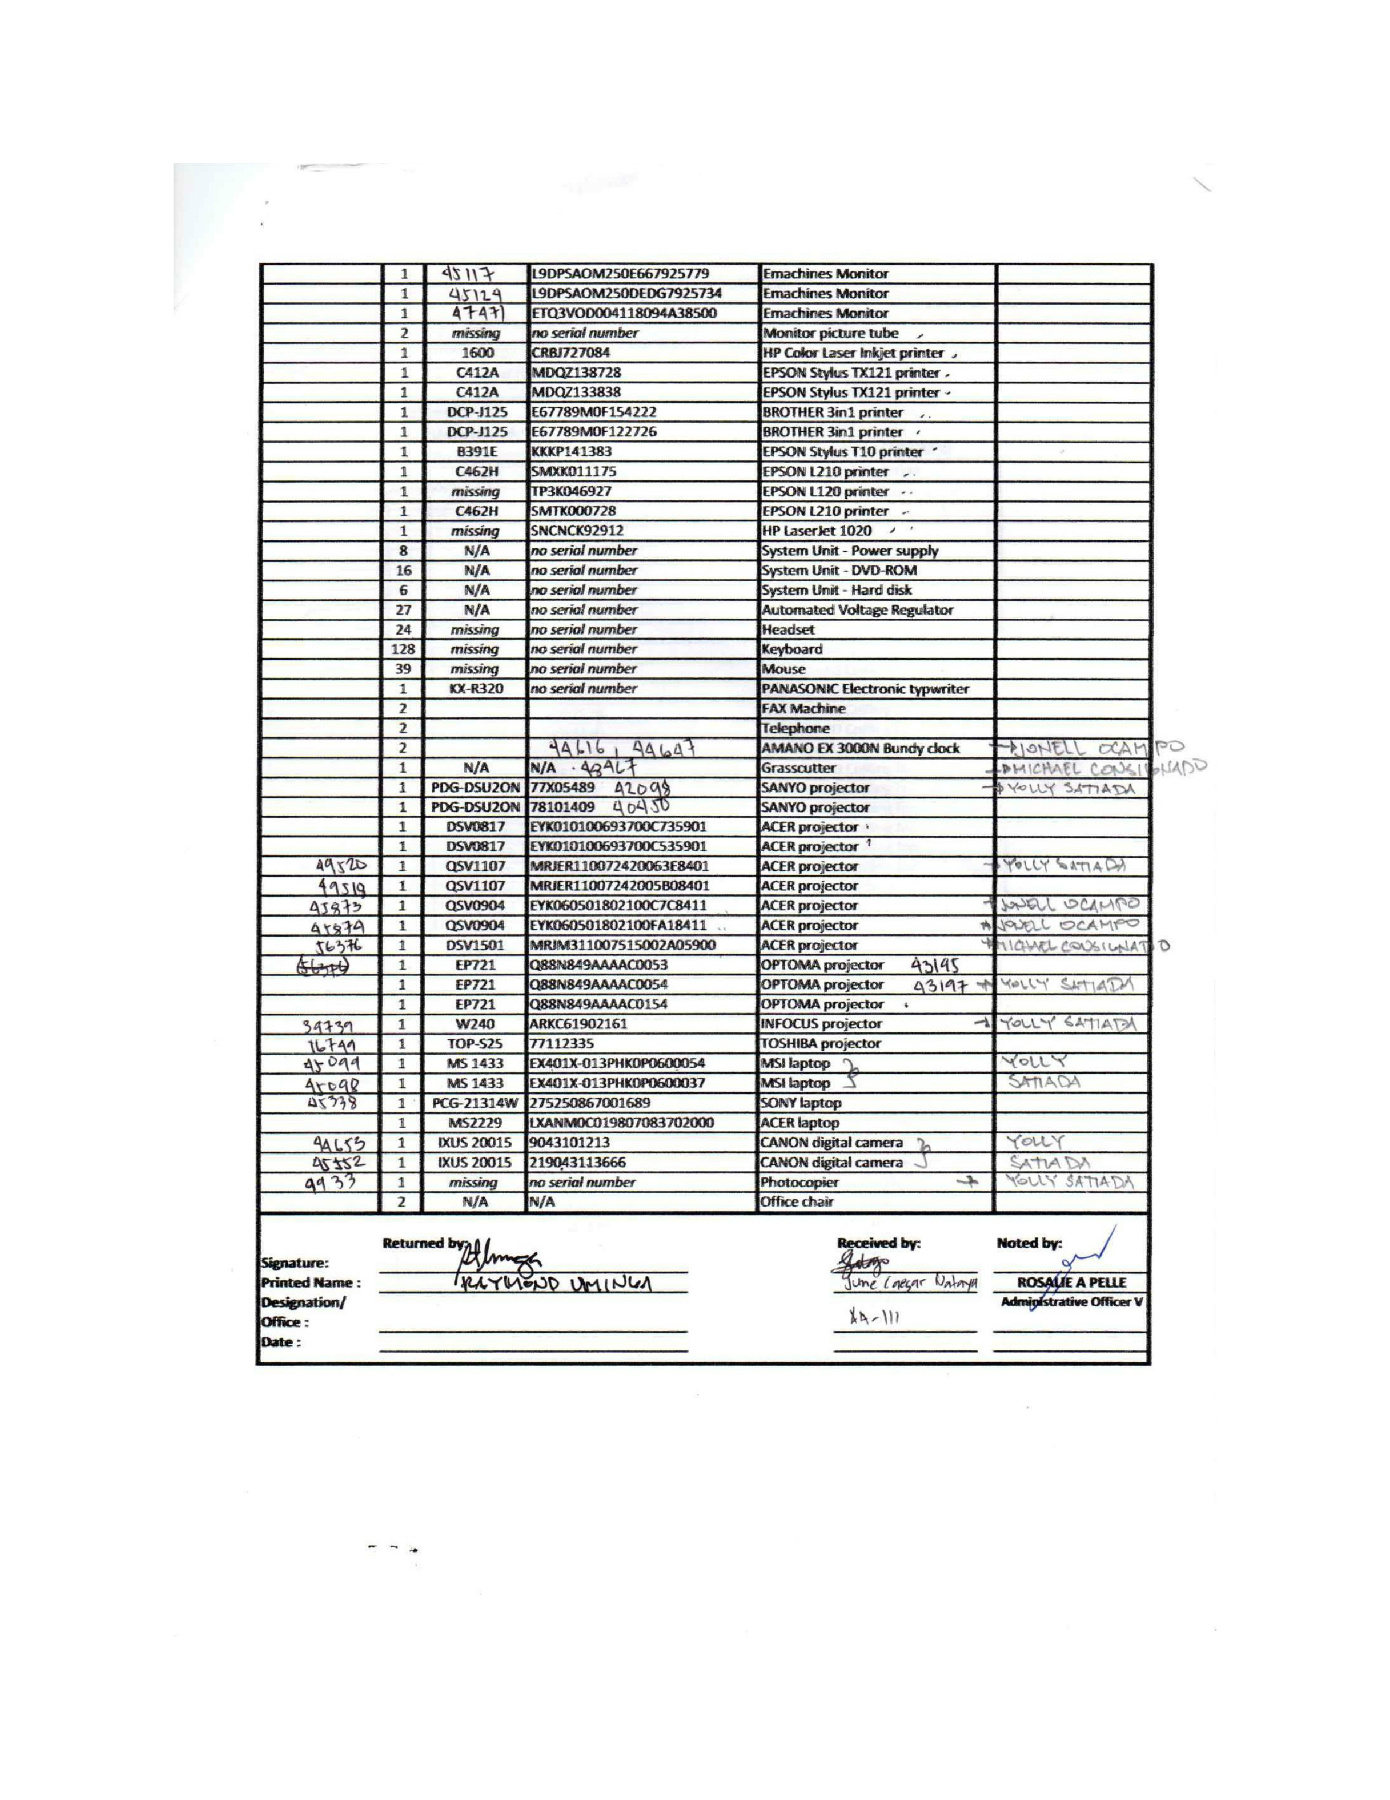 1 45117 L9DPSAOM250E667925779 Emachines Monitor
1 45129 L9DPSAOM250DEDG7925734 Emachines Monitor
1 47471 ETQ3VOD004118094A38500 Emachines Monitor
2 missing no serial number Monitor picture tube
1 1600 CRBJ727084 HP Color Laser Inkjet printer
1 C412A MDQZ138728 EPSON Stylus TX121 printer
1 C412A MDQZ133838 EPSON Stylus TX121 printer
1 DCP-J125 E67789M0F154222 BROTHER 3in1 printer
1 DCP-J125 E67789M0F122726 BROTHER 3in1 printer
1 B391E KKKP141383 EPSON Stylus T10 printer
1 C462H SMXK011175 EPSON L210 printer
1 missing TP3K046927 EPSON L120 printer
1 C462H SMTK000728 EPSON L210 printer
1 missing SNCNCK92912 HP LaserJet 1020
8 N/A no serial number System Unit - Power supply
16 N/A no serial number System Unit - DVD-ROM
6 N/A no serial number System Unit - Hard disk
27 N/A no serial number Automated Voltage Regulator
24 missing no serial number Headset
128 missing no serial number Keyboard
39 missing no serial number Mouse
1 KX-R320 no serial number PANASONIC Electronic typwriter
2 FAX Machine
2 Telephone
2 44616, 44647 AMANO EX 3000N Bundy clock JONELL OCAMPO
1 N/A N/A 43467 Grasscutter MICHAEL CONSIGNADO
1 PDG-DSU2ON 77X05489 42098 SANYO projector YOLLY SATIADA
1 PDG-DSU2ON 78101409 40450 SANYO projector
1 DSV0817 EYK010100693700C735901 ACER projector
1 DSV0817 EYK010100693700C535901 ACER projector
49520 1 QSV1107 MRJER110072420063E8401 ACER projector YOLLY SATIADA
49519 1 QSV1107 MRJER11007242005B08401 ACER projector
45873 1 QSV0904 EYK060501802100C7C8411 ACER projector JONELL OCAMPO
45874 1 QSV0904 EYK060501802100FA18411 ACER projector JONELL OCAMPO
56376 1 DSV1501 MRJM311007515002A05900 ACER projector MICHAEL CONSIGNATIO
1 EP721 Q88N849AAAAC0053 OPTOMA projector 43195
1 EP721 Q88N849AAAAC0054 OPTOMA projector 43197 YOLLY SATIADA
1 EP721 Q88N849AAAAC0154 OPTOMA projector
39739 1 W240 ARKC61902161 INFOCUS projector YOLLY SATIADA
16799 1 TOP-S25 77112335 TOSHIBA projector
45099 1 MS 1433 EX401X-013PHK0P0600054 MSI laptop YOLLY
45098 1 MS 1433 EX401X-013PHK0P0600037 MSI laptop SATIADA
45338 1 PCG-21314W 275250867001689 SONY laptop
1 MS2229 LXANM0C019807083702000 ACER laptop
44653 1 IXUS 20015 9043101213 CANON digital camera YOLLY
45552 1 IXUS 20015 219043113666 CANON digital camera SATIADA
9933 1 missing no serial number Photocopier YOLLY SATIADA
2 N/A N/A Office chair
Returned by: Received by: Noted by:
Signature:
Printed Name : RAYMOND UMINGA June Caesar ROSALIE A PELLE
Designation/ Administrative Officer V
Office :
Date :